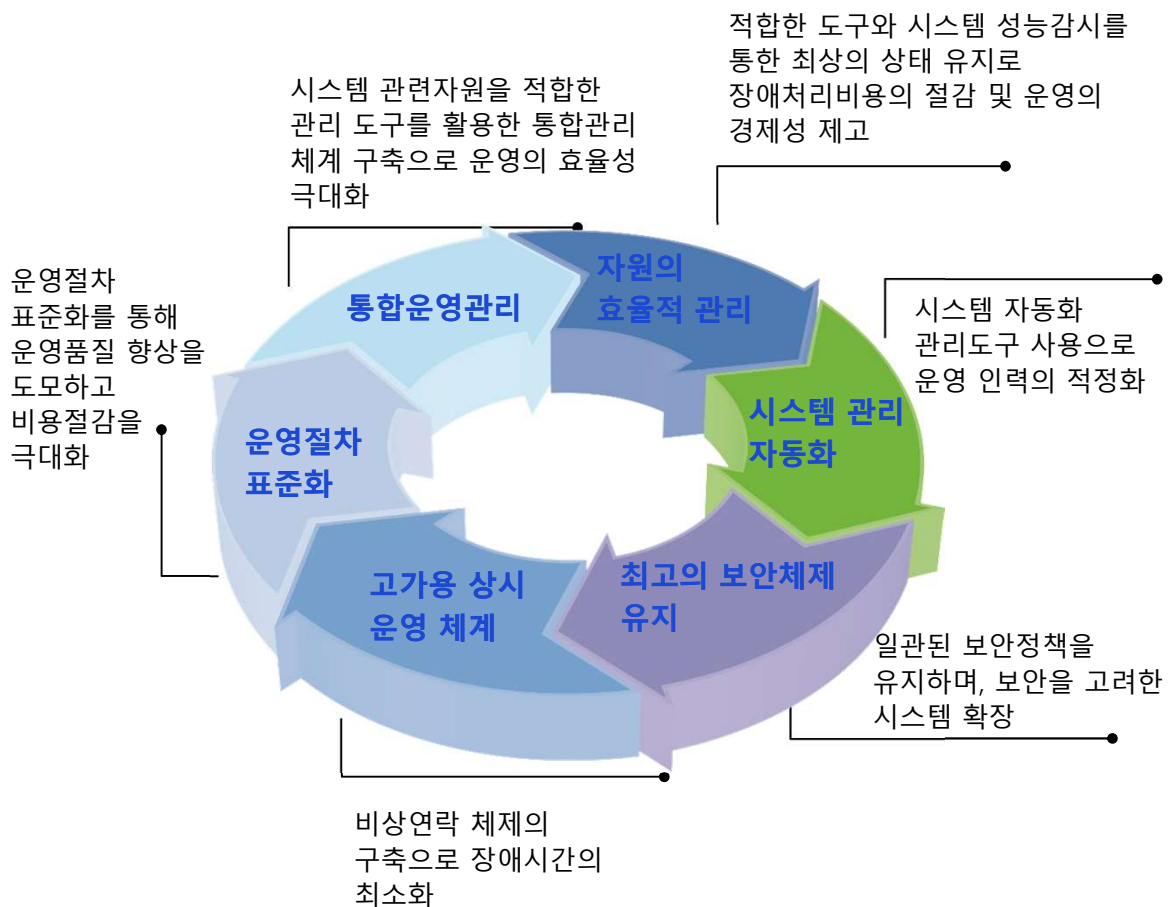 적합한 도구와 시스템 성능감시를
통한 최상의 상태 유지로
장애처리비용의 절감 및 운영의
경제성 제고
시스템 관련자원을 적합한
관리 도구를 활용한 통합관리
체계 구축으로 운영의 효율성
극대화
운영절차
표준화를 통해
운영품질 향상을
도모하고
비용절감을
극대화
통합운영관리
자원의
효율적 관리
시스템 자동화
관리도구 사용으로
운영 인력의 적정화
시스템 관리
자동화
운영절차
표준화
고가용 상시
운영 체계
최고의 보안체제
유지
일관된 보안정책을
유지하며, 보안을 고려한
시스템 확장
비상연락 체제의
구축으로 장애시간의
최소화